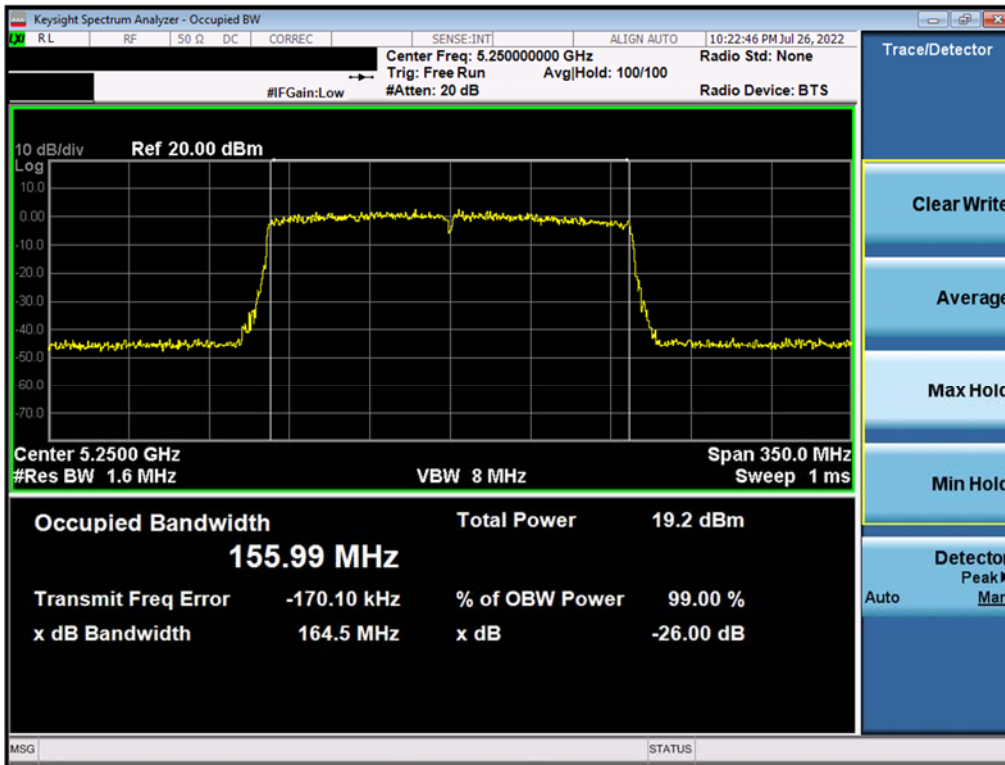 Keysight Spectrum Analyzer - Occupied BW
LXI RL RF 50 Ω DC CORREC SENSE:INT ALIGN AUTO 10:22:46 PM Jul 26, 2022
Center Freq: 5.250000000 GHz Radio Std: None
Trig: Free Run Avg|Hold: 100/100
#IFGain:Low #Atten: 20 dB Radio Device: BTS
Trace/Detector
10 dB/div Ref 20.00 dBm
Log
10.0
0.00
-10.0
-20.0
-30.0
-40.0
-50.0
-60.0
-70.0
Center 5.2500 GHz Span 350.0 MHz
#Res BW 1.6 MHz VBW 8 MHz Sweep 1 ms
Occupied Bandwidth Total Power 19.2 dBm
155.99 MHz
Transmit Freq Error -170.10 kHz % of OBW Power 99.00 %
x dB Bandwidth 164.5 MHz x dB -26.00 dB
Clear Write
Average
Max Hold
Min Hold
Detector
Peak
Auto Man
MSG STATUS